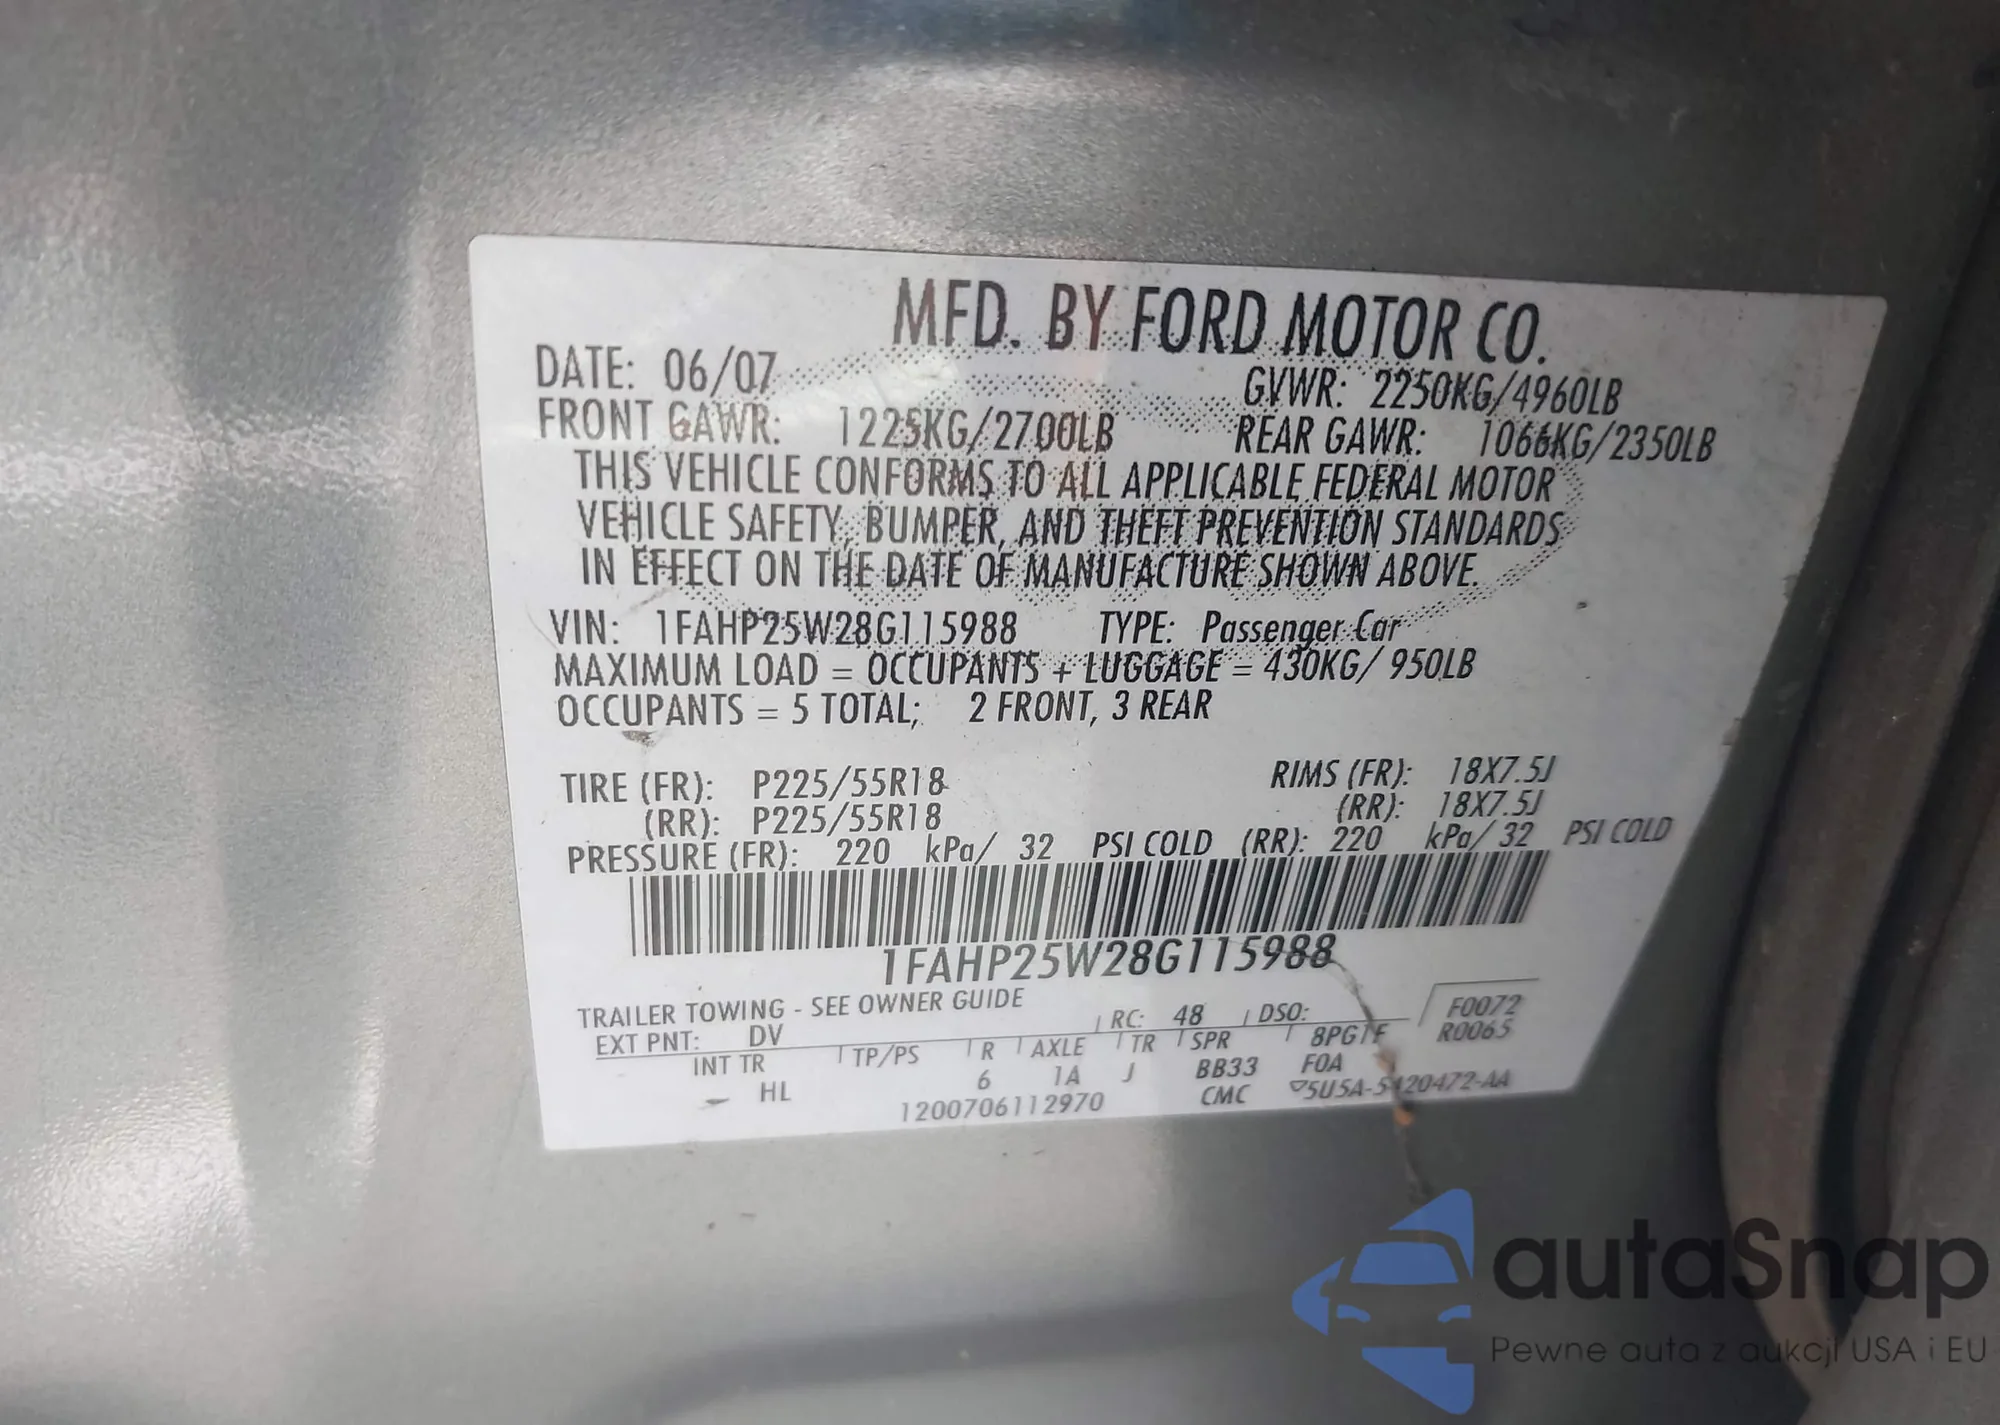 MFD. BY FORD MOTOR CO.
DATE: 06/07 GVWR: 2250KG/4960LB
FRONT GAWR: 1225KG/2700LB REAR GAWR: 1066KG/2350LB
THIS VEHICLE CONFORMS TO ALL APPLICABLE FEDERAL MOTOR
VEHICLE SAFETY, BUMPER, AND THEFT PREVENTION STANDARDS
IN EFFECT ON THE DATE OF MANUFACTURE SHOWN ABOVE.
VIN: 1FAHP25W28G115988 TYPE: Passenger Car
MAXIMUM LOAD = OCCUPANTS + LUGGAGE = 430KG/ 950LB
OCCUPANTS = 5 TOTAL; 2 FRONT, 3 REAR
TIRE (FR): P225/55R18 RIMS (FR): 18X7.5J
(RR): P225/55R18 (RR): 18X7.5J
PRESSURE (FR): 220 kPa/ 32 PSI COLD (RR): 220 kPa/ 32 PSI COLD
1FAHP25W28G115988
TRAILER TOWING - SEE OWNER GUIDE
EXT PNT: DV RC: 48 DSO: F0072
INT TR TP/PS R AXLE TR SPR 8PG1F R0065
HL 6 1A J BB33 F0A
1200706112970 CMC 5U5A-5420472-AA
autaSnap
Pewne auta z aukcji USA i EU